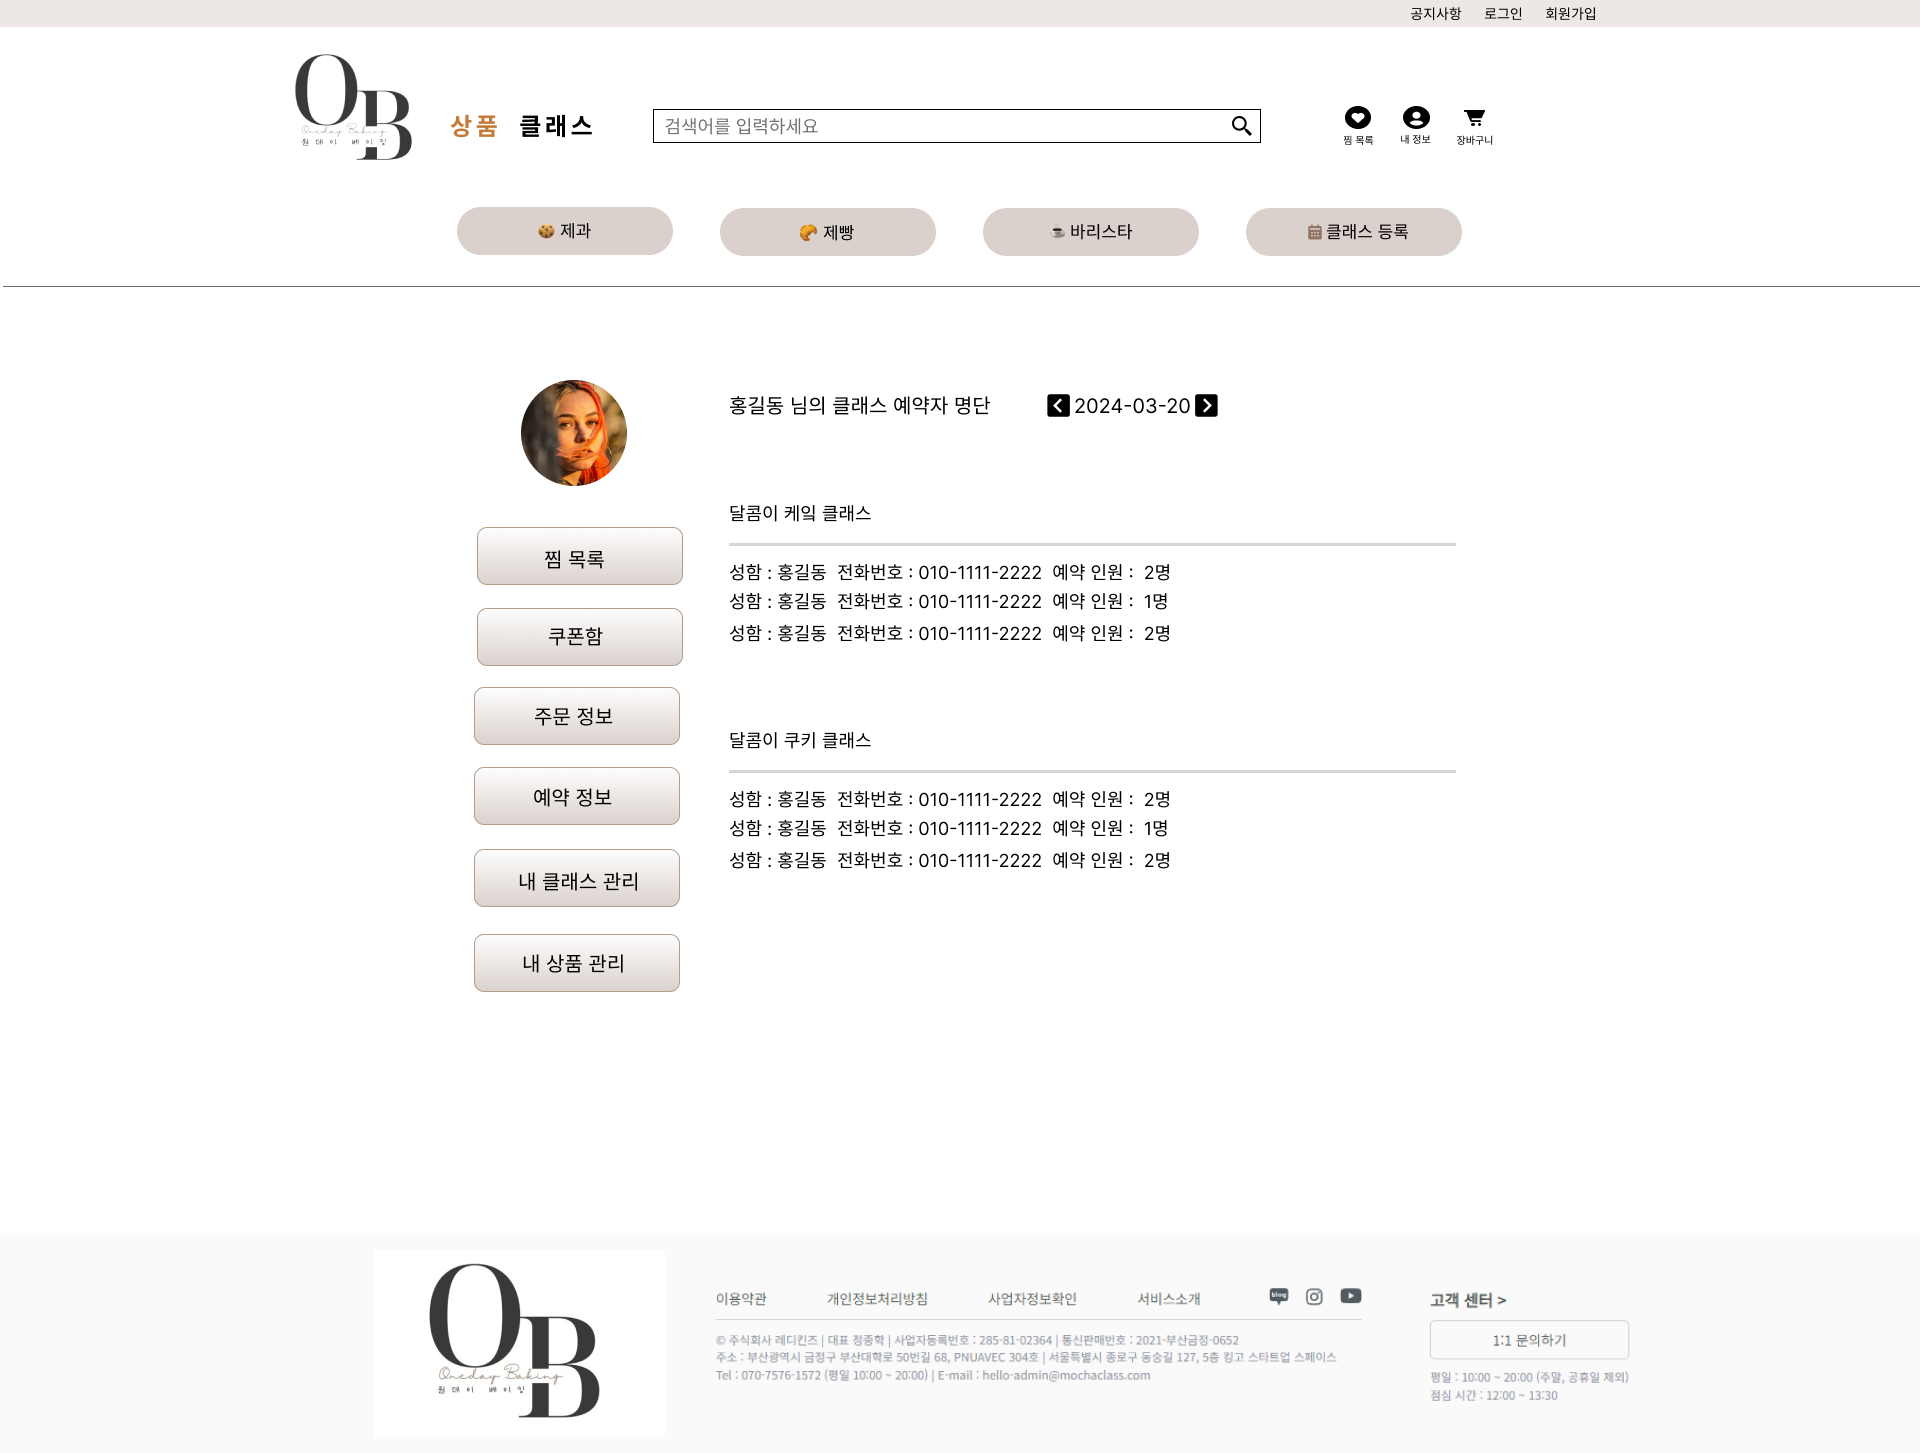 공지사항 로그인 회원가입
OB
Oneday Baking
원데이 베이킹
상품 클래스
검색어를 입력하세요
찜 목록 내 정보 장바구니
제과 제빵 바리스타 클래스 등록
홍길동 님의 클래스 예약자 명단 2024-03-20
찜 목록
쿠폰함
주문 정보
예약 정보
내 클래스 관리
내 상품 관리
달콤이 케잌 클래스
성함 : 홍길동 전화번호 : 010-1111-2222 예약 인원 : 2명
성함 : 홍길동 전화번호 : 010-1111-2222 예약 인원 : 1명
성함 : 홍길동 전화번호 : 010-1111-2222 예약 인원 : 2명
달콤이 쿠키 클래스
성함 : 홍길동 전화번호 : 010-1111-2222 예약 인원 : 2명
성함 : 홍길동 전화번호 : 010-1111-2222 예약 인원 : 1명
성함 : 홍길동 전화번호 : 010-1111-2222 예약 인원 : 2명
OB
Oneday Baking
원데이 베이킹
이용약관 개인정보처리방침 사업자정보확인 서비스소개 blog
© 주식회사 레디킨즈 | 대표 정종학 | 사업자등록번호 : 285-81-02364 | 통신판매번호 : 2021-부산금정-0652
주소 : 부산광역시 금정구 부산대학로 50번길 68, PNUAVEC 304호 | 서울특별시 종로구 동숭길 127, 5층 킹고 스타트업 스페이스
Tel : 070-7576-1572 (평일 10:00 ~ 20:00) | E-mail : hello-admin@mochaclass.com
고객 센터 >
1:1 문의하기
평일 : 10:00 ~ 20:00 (주말, 공휴일 제외)
점심 시간 : 12:00 ~ 13:30